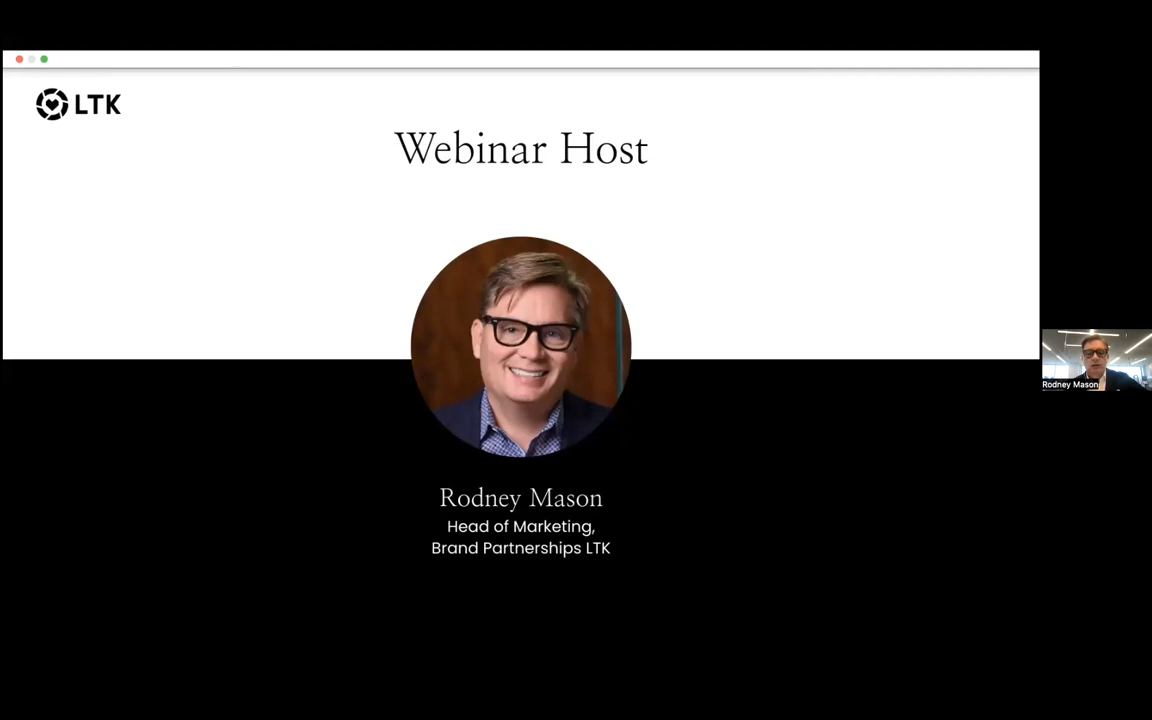 LTK
Webinar Host
Rodney Mason
Rodney Mason
Head of Marketing,
Brand Partnerships LTK